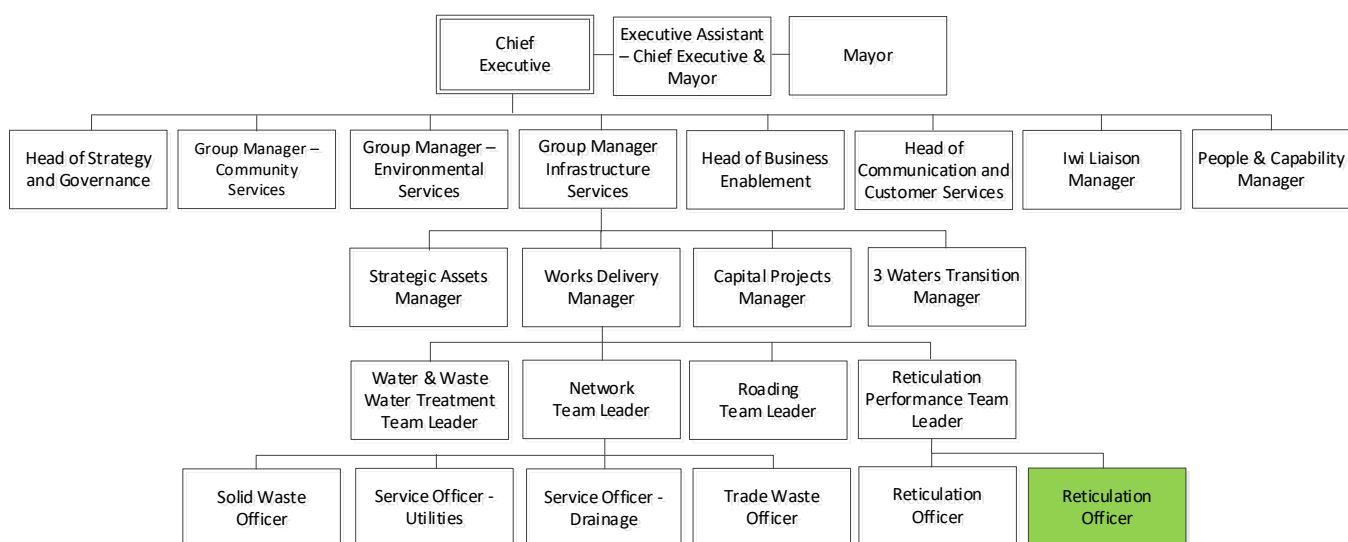 Chief
Executive
Executive Assistant
– Chief Executive &
Mayor
Mayor
Head of Strategy
and Governance
Group Manager –
Community
Services
Group Manager –
Environmental
Services
Group Manager
Infrastructure
Services
Head of Business
Enablement
Head of
Communication and
Customer Services
Iwi Liaison
Manager
People & Capability
Manager
Strategic Assets
Manager
Works Delivery
Manager
Capital Projects
Manager
3 Waters Transition
Manager
Water & Waste
Water Treatment
Team Leader
Network
Team Leader
Roading
Team Leader
Reticulation
Performance Team
Leader
Solid Waste
Officer
Service Officer -
Utilities
Service Officer -
Drainage
Trade Waste
Officer
Reticulation
Officer
Reticulation
Officer